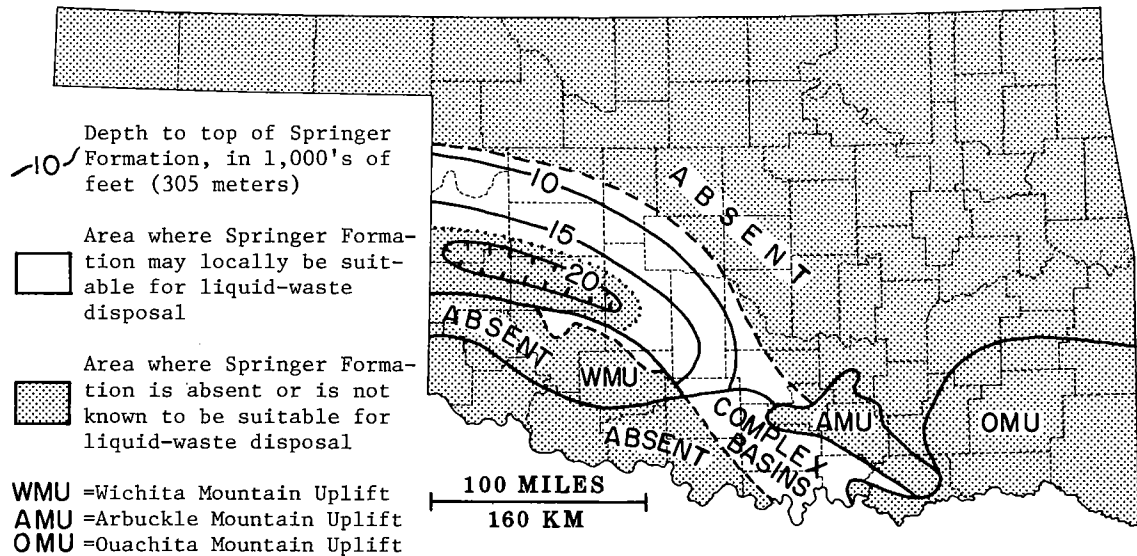 Depth to top of Springer
Formation, in 1,000's of
feet (305 meters)
10
Area where Springer Forma-
tion may locally be suit-
able for liquid-waste
disposal
Area where Springer Forma-
tion is absent or is not
known to be suitable for
liquid-waste disposal
WMU =Wichita Mountain Uplift
AMU =Arbuckle Mountain Uplift
OMU =Ouachita Mountain Uplift
ABSENT
10
15
20
ABSENT
WMU
COMPLEX
BASINS
AMU
OMU
ABSENT
100 MILES
160 KM